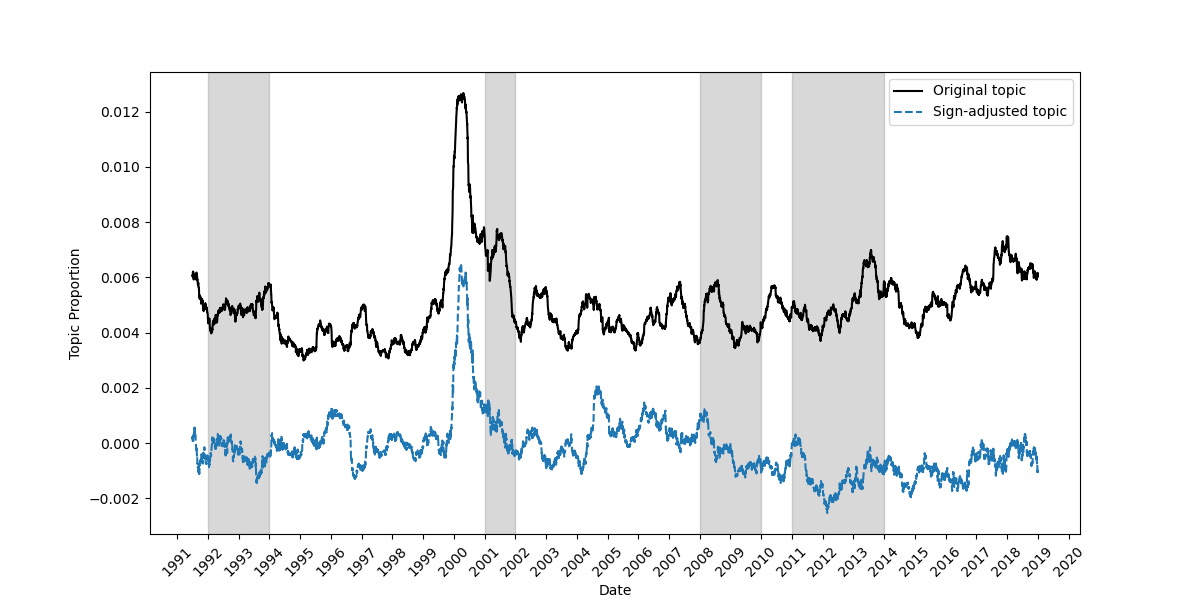 Original topic
Sign-adjusted topic
Topic Proportion
0.012
0.010
0.008
0.006
0.004
0.002
0.000
−0.002
1991 1992 1993 1994 1995 1996 1997 1998 1999 2000 2001 2002 2003 2004 2005 2006 2007 2008 2009 2010 2011 2012 2013 2014 2015 2016 2017 2018 2019 2020
Date